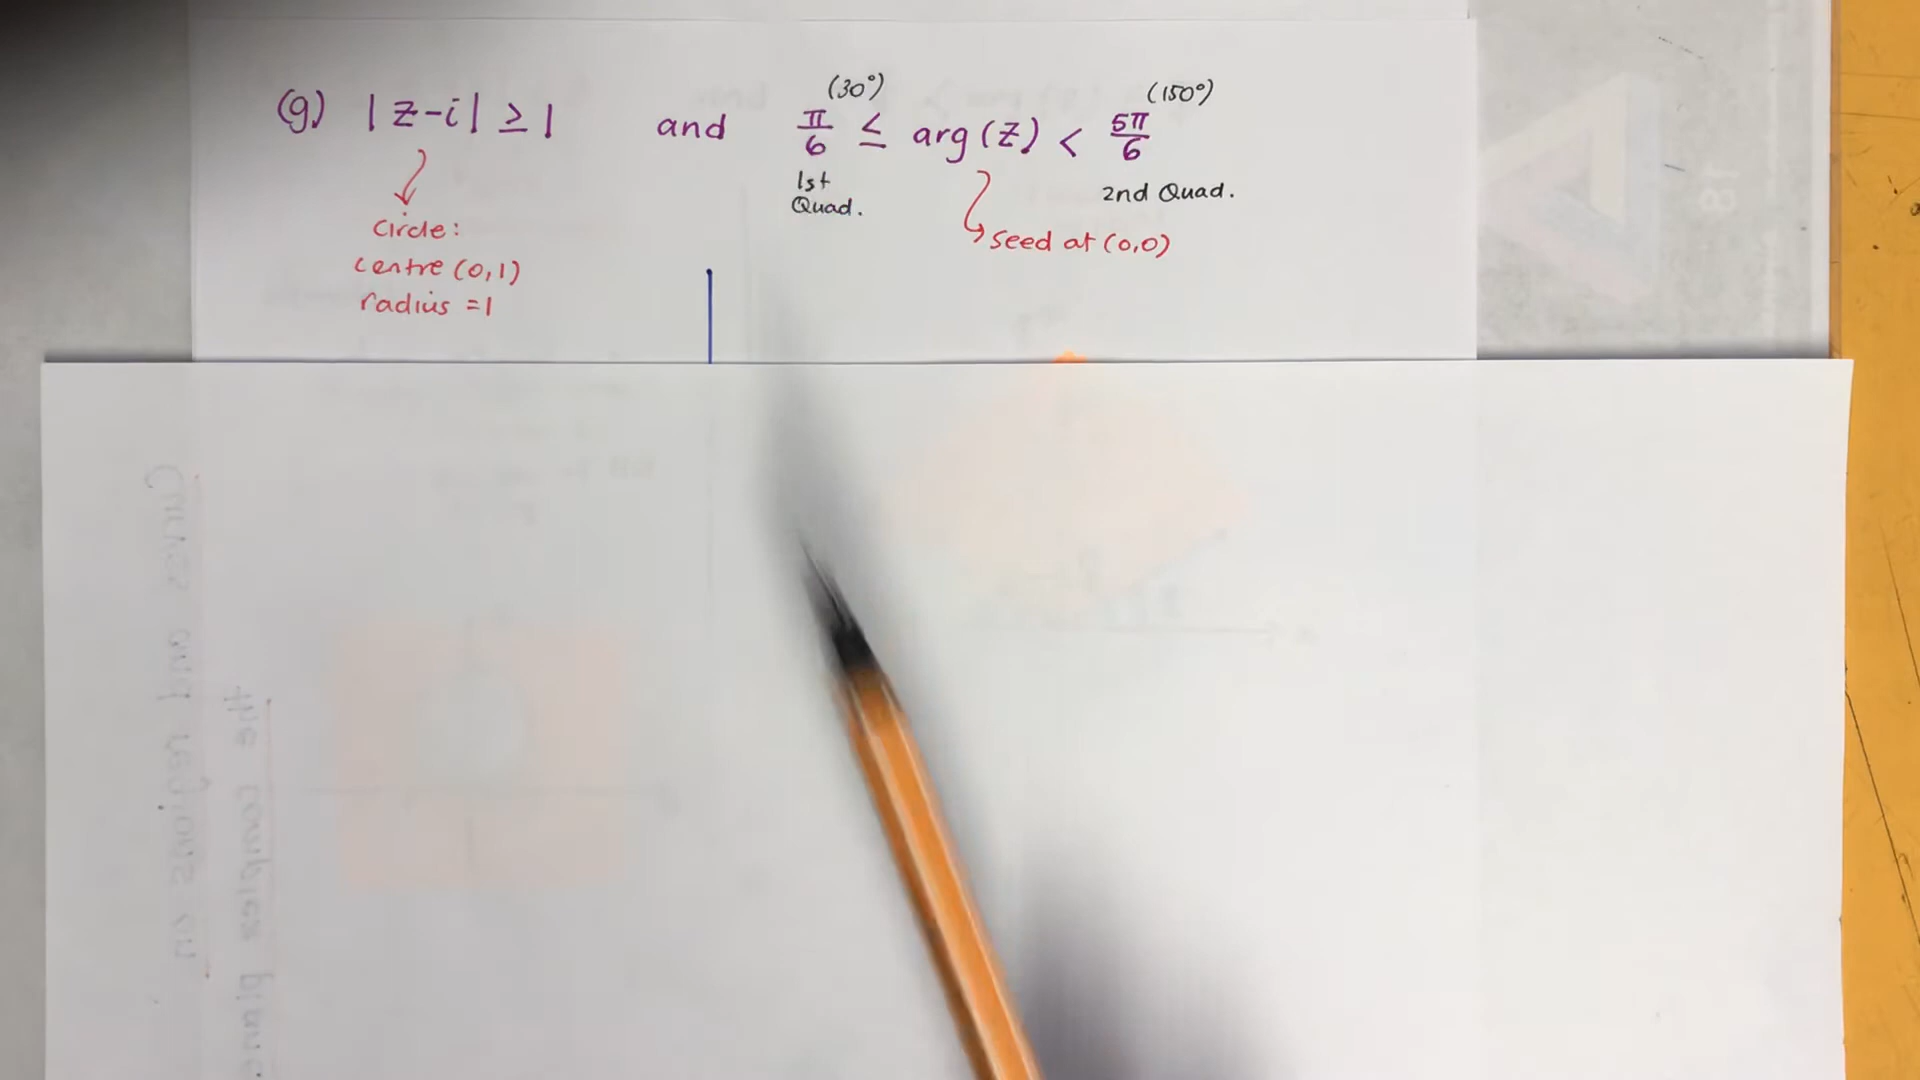 (g) |z-i| ≥ 1 and π/6 ≤ arg(z) < 5π/6
(30°) (150°)
1st Quad.
2nd Quad.
Circle:
centre (0,1)
radius = 1
seed at (0,0)